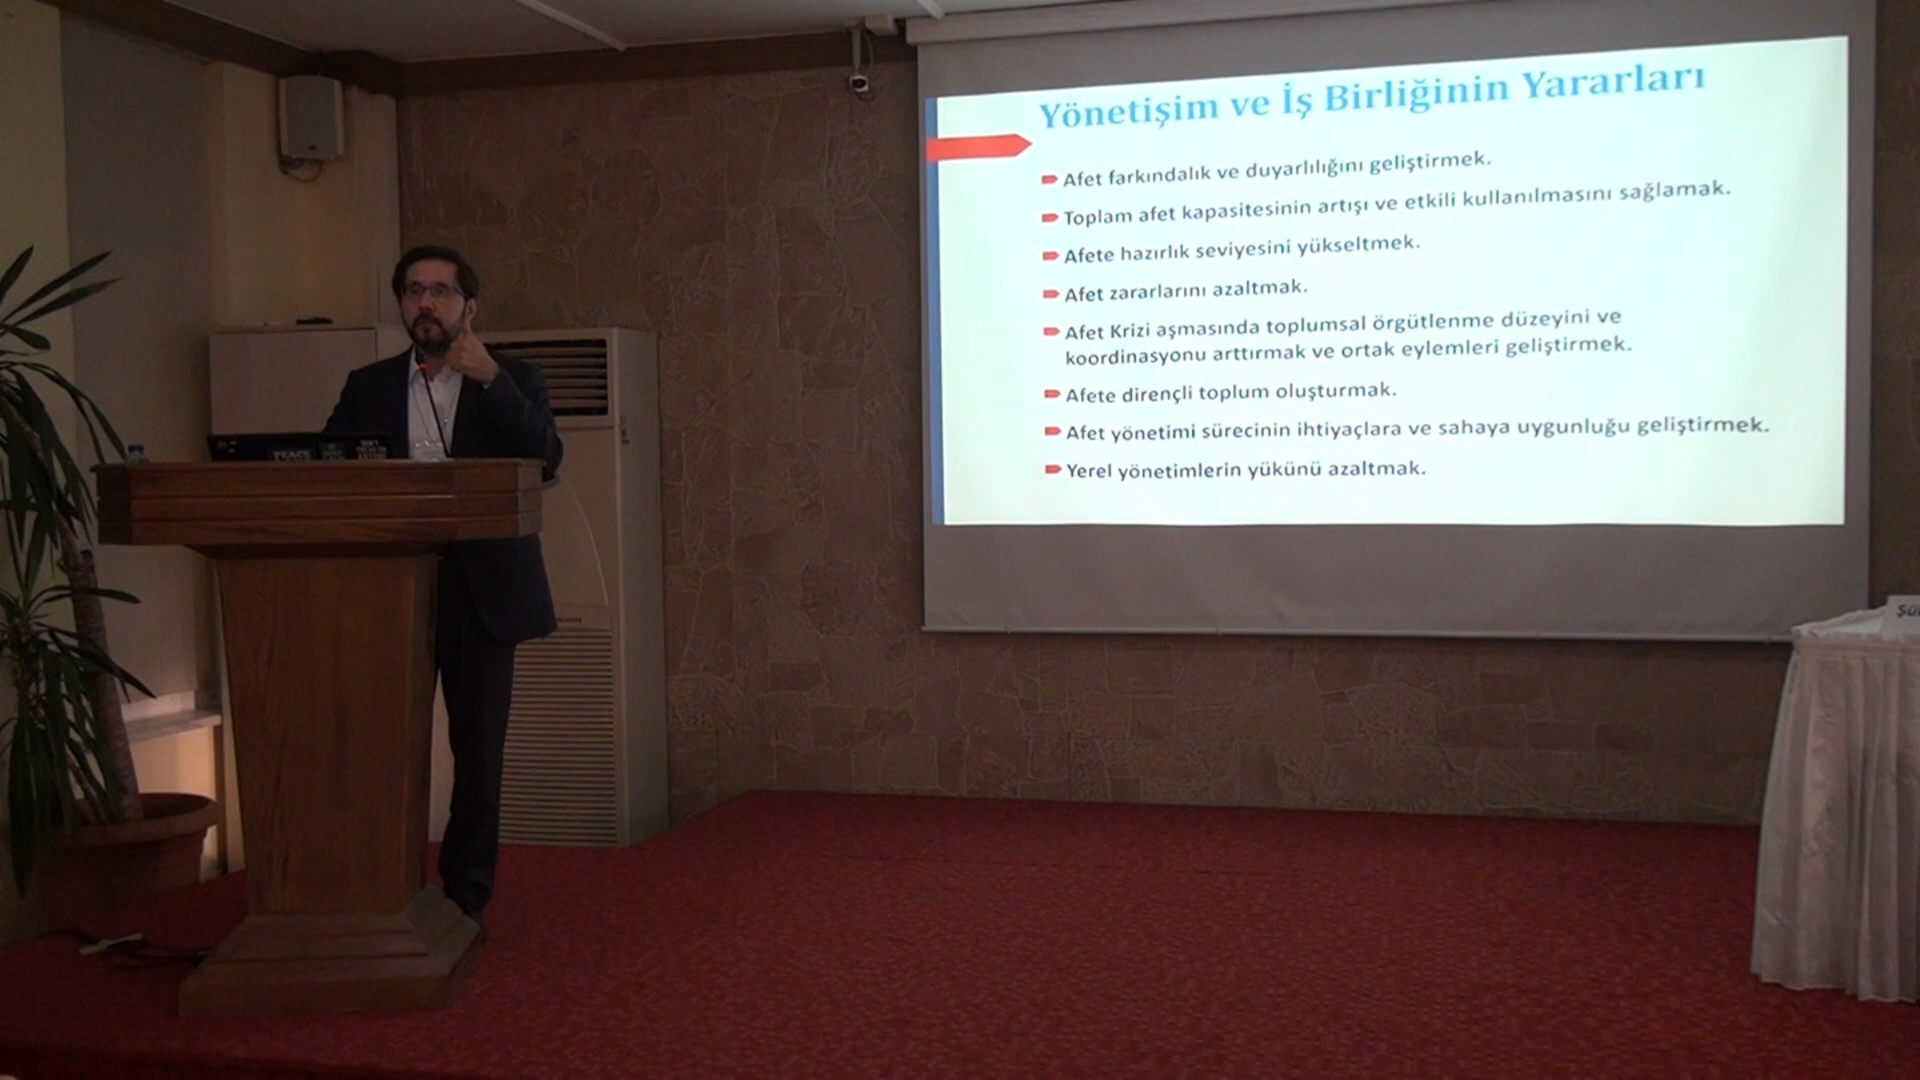 Yönetişim ve İş Birliğinin Yararları
Afet farkındalık ve duyarlılığını geliştirmek.
Toplam afet kapasitesinin artışı ve etkili kullanılmasını sağlamak.
Afete hazırlık seviyesini yükseltmek.
Afet zararlarını azaltmak.
Afet Krizi aşmasında toplumsal örgütlenme düzeyini ve
koordinasyonu arttırmak ve ortak eylemleri geliştirmek.
Afete dirençli toplum oluşturmak.
Afet yönetimi sürecinin ihtiyaçlara ve sahaya uygunluğu geliştirmek.
Yerel yönetimlerin yükünü azaltmak.
PEACE